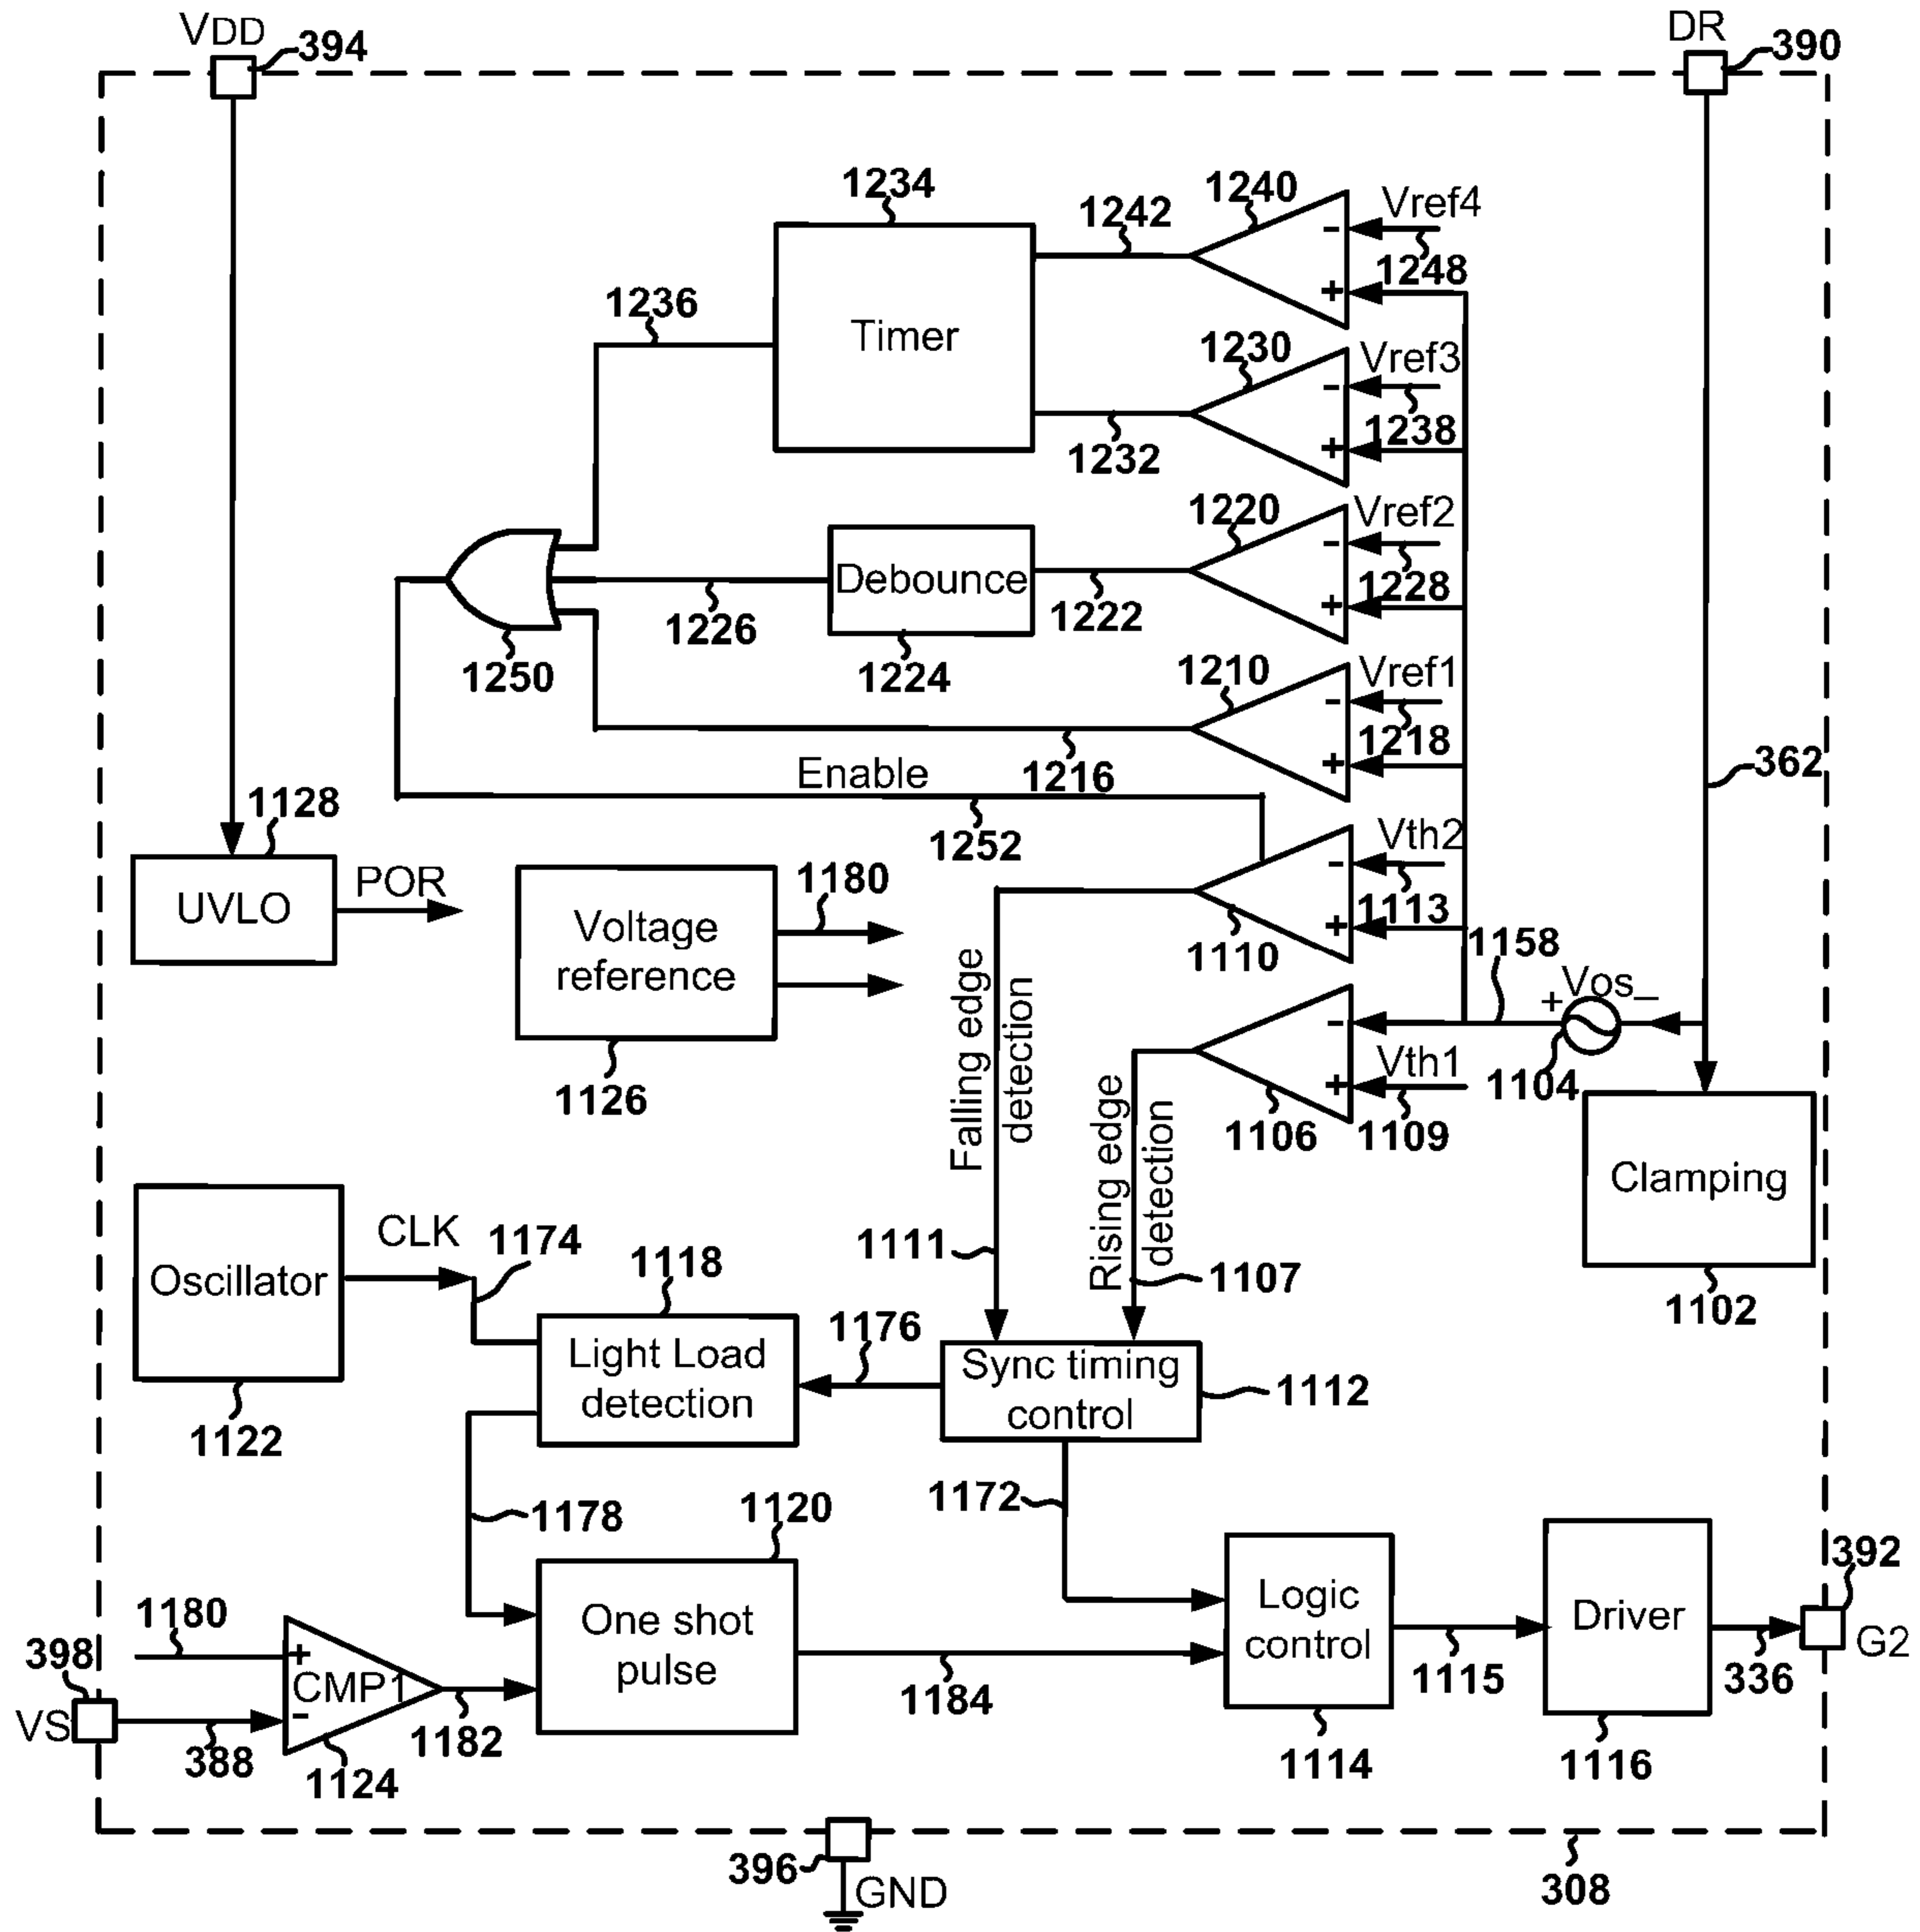 VDD
394
DR
390
1234
1242
1240
Vref4
-
1248
+
1236
Timer
1230
Vref3
-
1238
+
1232
1220
Vref2
-
1228
+
Debounce
1222
1226
1224
1250
1210
Vref1
-
1218
+
1216
362
Enable
1252
1128
UVLO
POR
Voltage
reference
1180
1126
Vth2
-
1113
+
1110
1158
+ Vos -
1104
Falling edge
detection
Rising edge
detection
-
Vth1
+
1106
1109
Clamping
1102
1111
1107
Oscillator
CLK
1174
1122
1118
Light Load
detection
1176
Sync timing
control
1112
1178
1120
1172
One shot
pulse
1180
+
CMP1
-
398
VS
388
1124
1182
1184
Logic
control
1114
1115
Driver
1116
336
392
G2
396
GND
308